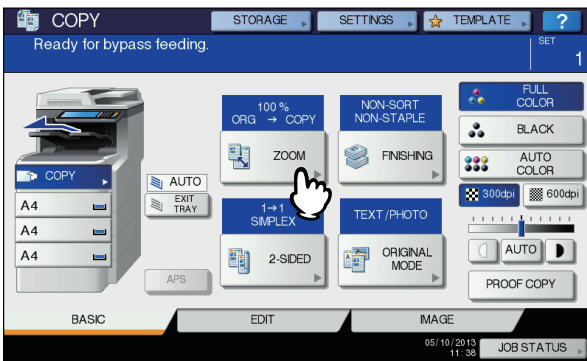 COPY
STORAGE
SETTINGS
TEMPLATE
?
Ready for bypass feeding.
SET
1
100 %
ORG → COPY
ZOOM
NON-SORT
NON-STAPLE
FINISHING
FULL
COLOR
BLACK
AUTO
COLOR
300dpi
600dpi
COPY
A4
A4
A4
AUTO
EXIT
TRAY
APS
1→1
SIMPLEX
2-SIDED
TEXT/PHOTO
ORIGINAL
MODE
AUTO
PROOF COPY
BASIC
EDIT
IMAGE
05/10/2013
11:38
JOB STATUS